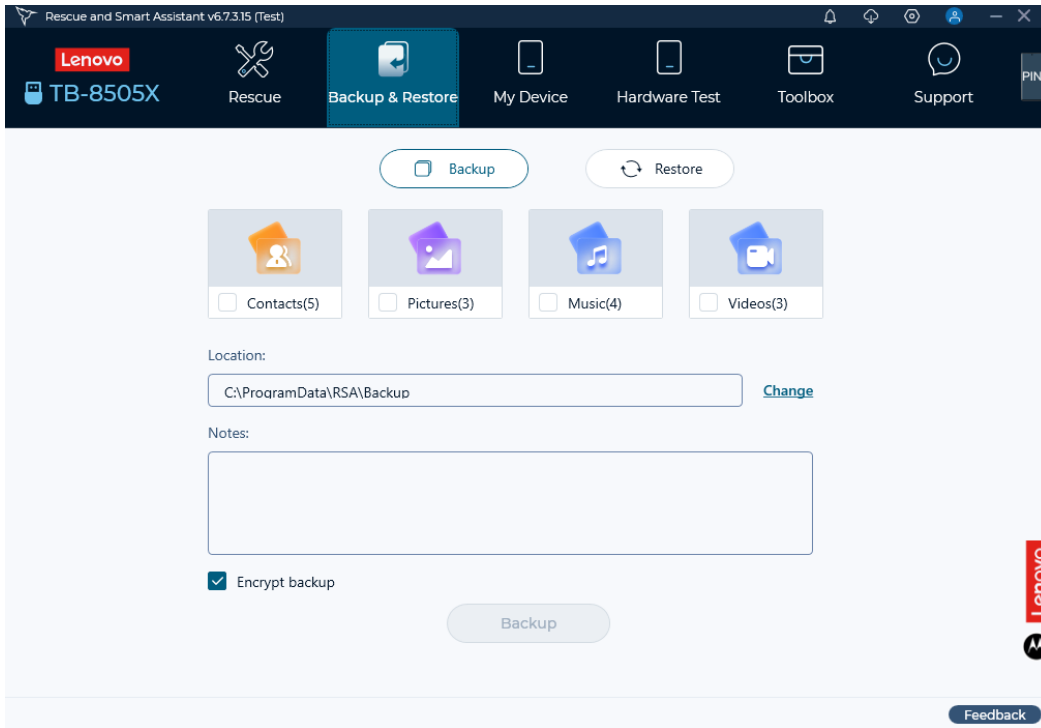 Rescue and Smart Assistant v6.7.3.15 (Test)
Lenovo
TB-8505X
Rescue
Backup & Restore
My Device
Hardware Test
Toolbox
Support
PIN
Backup
Restore
Contacts(5)
Pictures(3)
Music(4)
Videos(3)
Location:
C:\ProgramData\RSA\Backup
Change
Notes:
Encrypt backup
Backup
Lenovo
Feedback